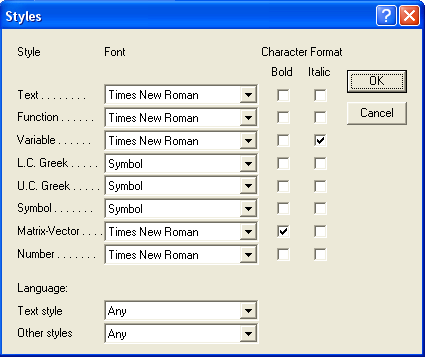 Styles
Style Font Character Format
Bold Italic
OK
Text . . . . . . . . Times New Roman
Cancel
Function . . . . . . Times New Roman
Variable . . . . . . Times New Roman
L.C. Greek . . . . . Symbol
U.C. Greek . . . . . Symbol
Symbol . . . . . . . Symbol
Matrix-Vector . . . . Times New Roman
Number . . . . . . . Times New Roman
Language:
Text style Any
Other styles Any